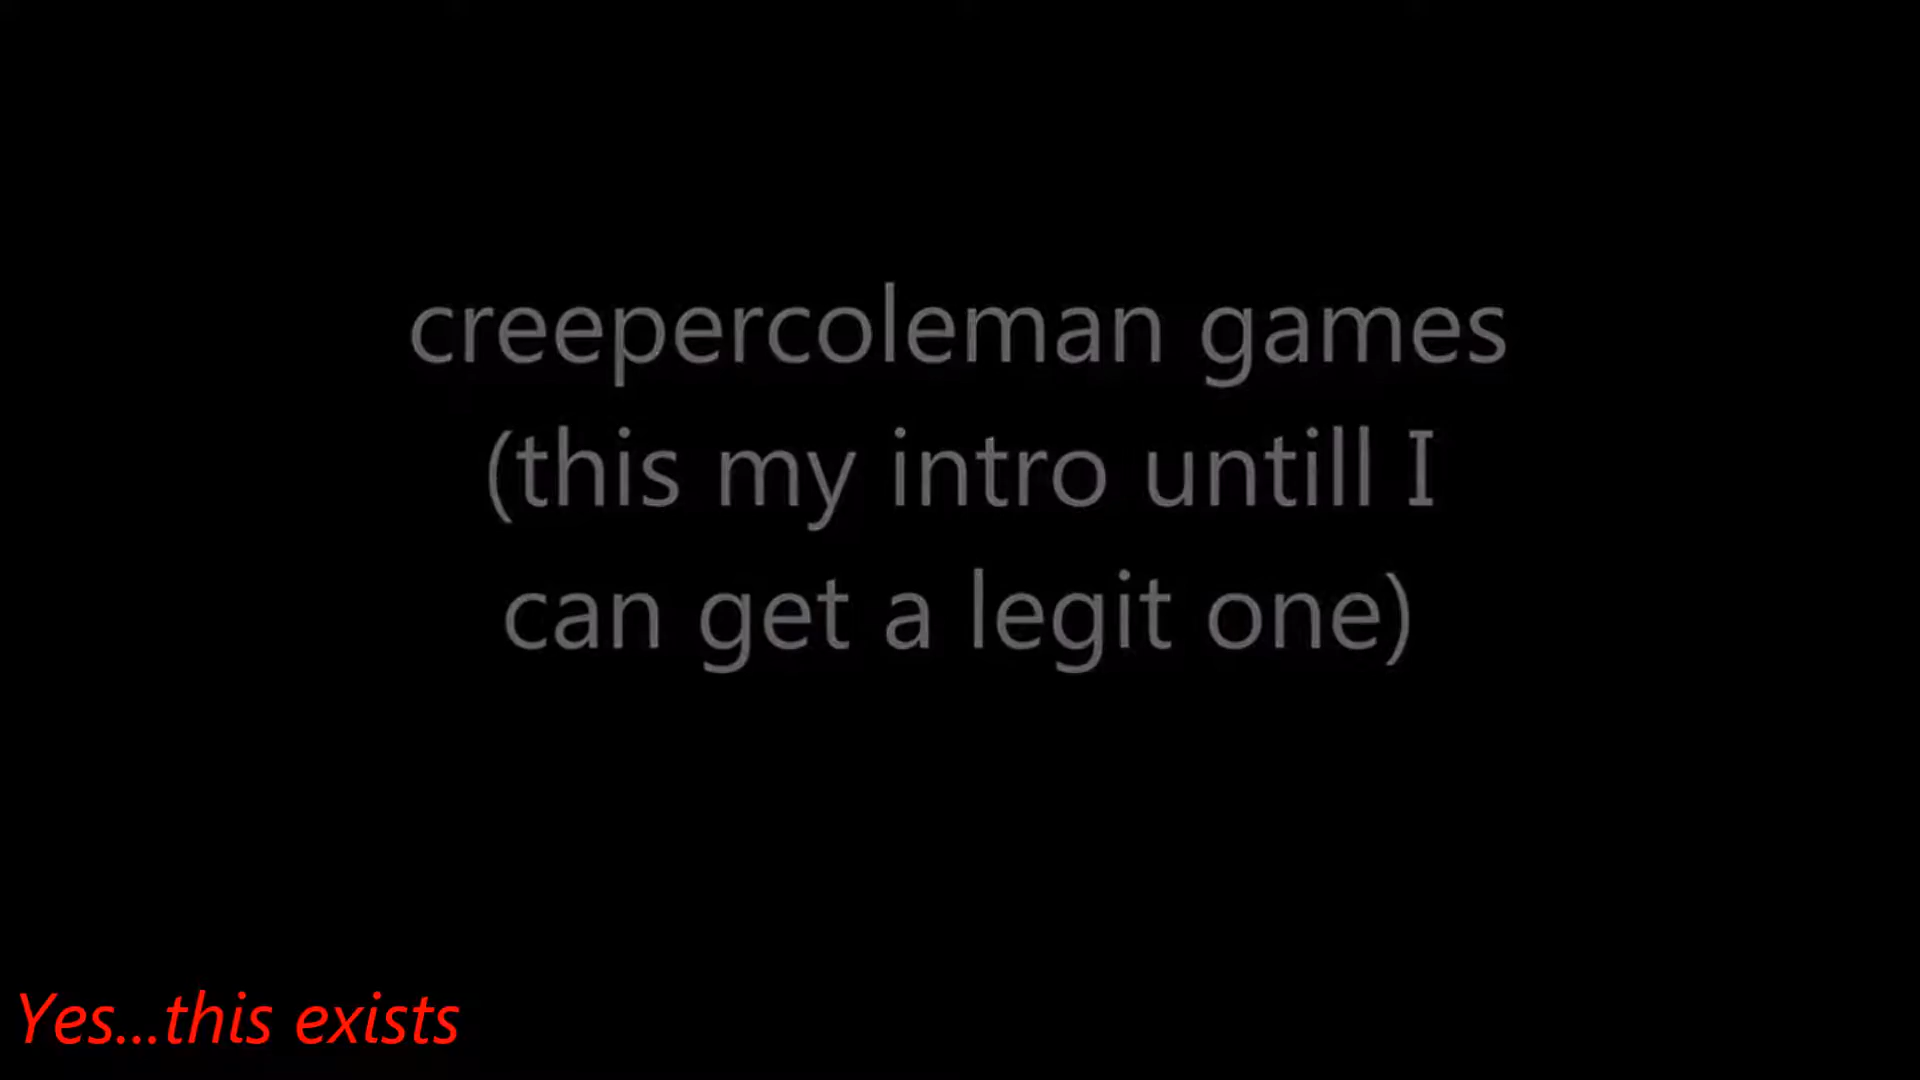 creepercoleman games
(this my intro untill I
can get a legit one)
Yes...this exists